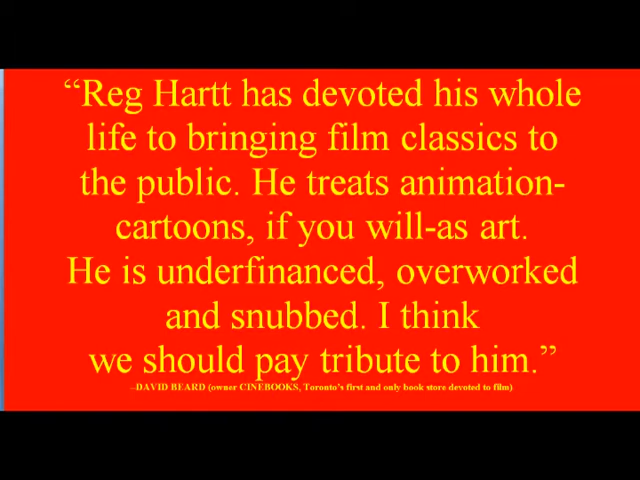 “Reg Hartt has devoted his whole
life to bringing film classics to
the public. He treats animation-
cartoons, if you will-as art.
He is underfinanced, overworked
and snubbed. I think
we should pay tribute to him.”
--DAVID BEARD (owner CINEBOOKS, Toronto’s first and only book store devoted to film)